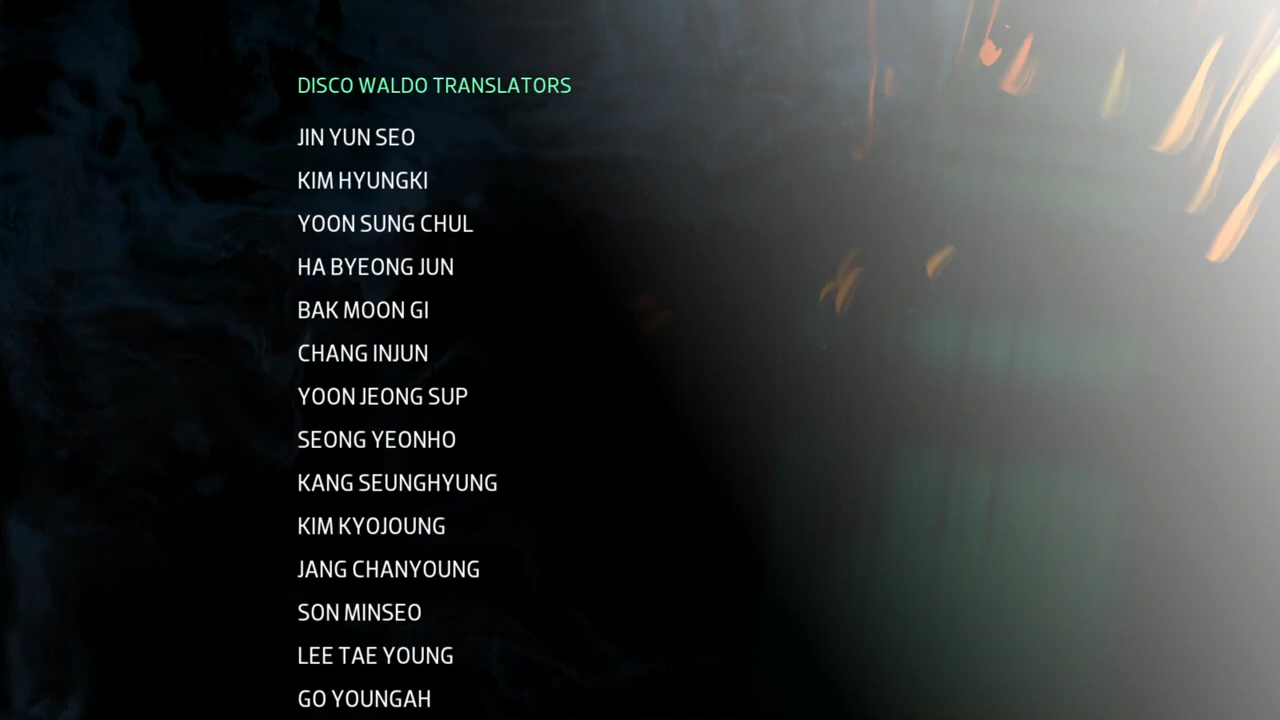 DISCO WALDO TRANSLATORS
JIN YUN SEO
KIM HYUNGKI
YOON SUNG CHUL
HA BYEONG JUN
BAK MOON GI
CHANG INJUN
YOON JEONG SUP
SEONG YEONHO
KANG SEUNGHYUNG
KIM KYOJOUNG
JANG CHANYOUNG
SON MINSEO
LEE TAE YOUNG
GO YOUNGAH